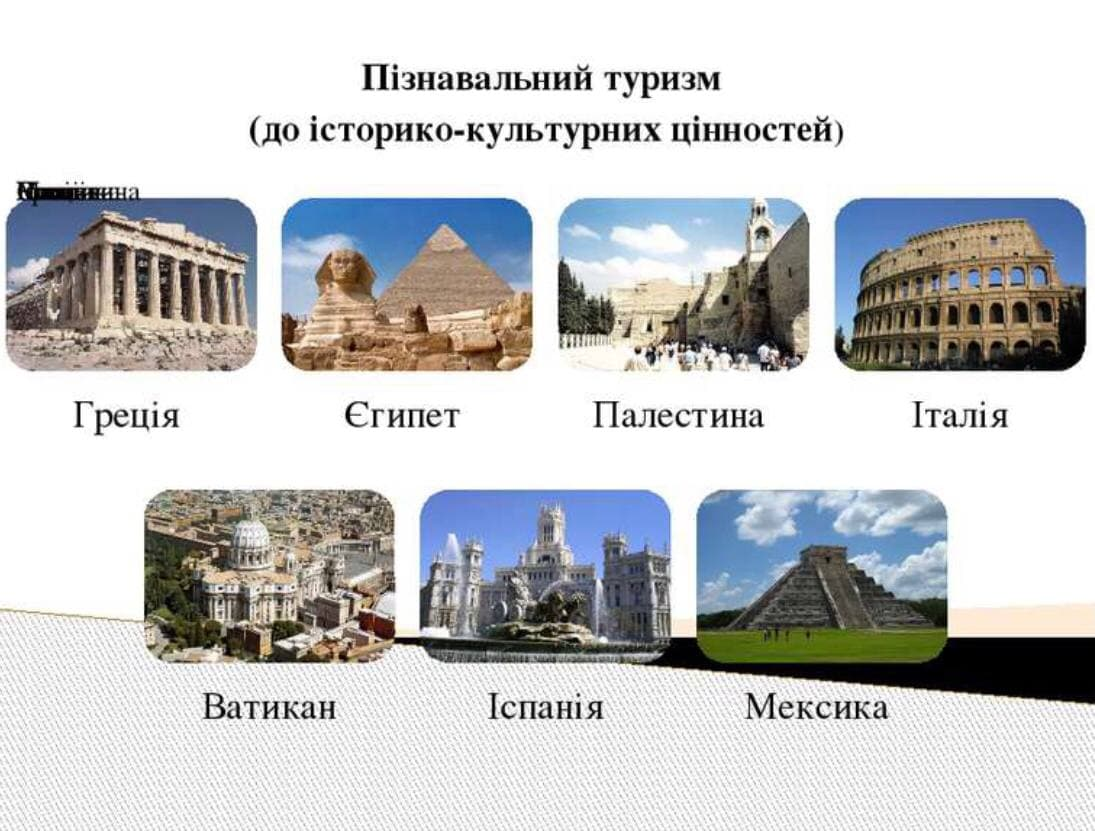 Пізнавальний туризм
(до історико-культурних цінностей)
Греція
Єгипет
Палестина
Італія
Ватикан
Іспанія
Мексика